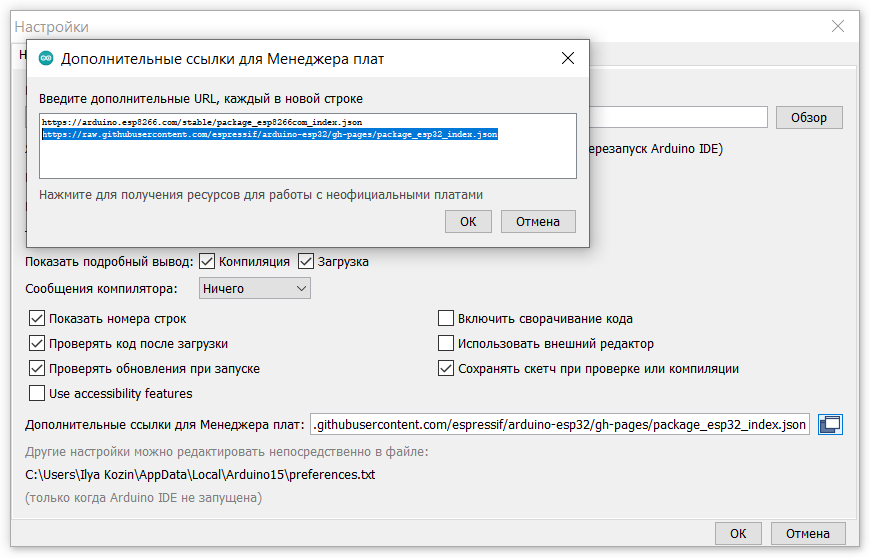 Настройки
Дополнительные ссылки для Менеджера плат
Введите дополнительные URL, каждый в новой строке
https://arduino.esp8266.com/stable/package_esp8266com_index.json
https://raw.githubusercontent.com/espressif/arduino-esp32/gh-pages/package_esp32_index.json
Обзор
Arduino IDE)
Нажмите для получения ресурсов для работы с неофициальными платами
ОК Отмена
Показать подробный вывод: Компиляция Загрузка
Сообщения компилятора: Ничего
Показать номера строк Включить сворачивание кода
Проверять код после загрузки Использовать внешний редактор
Проверять обновления при запуске Сохранять скетч при проверке или компиляции
Use accessibility features
Дополнительные ссылки для Менеджера плат: .githubusercontent.com/espressif/arduino-esp32/gh-pages/package_esp32_index.json
Другие настройки можно редактировать непосредственно в файле:
C:\Users\Ilya Kozin\AppData\Local\Arduino15\preferences.txt
(только когда Arduino IDE не запущена)
ОК Отмена